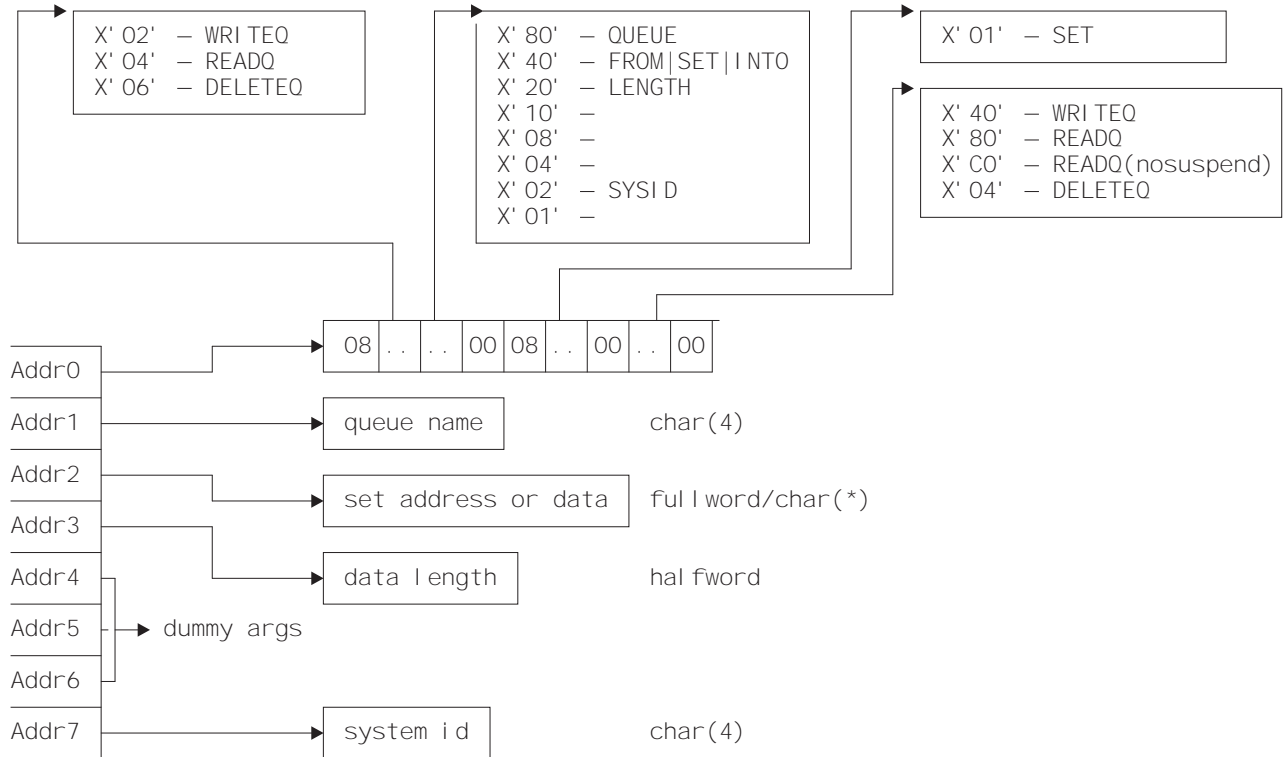 X'02' – WRITEQ
X'04' – READQ
X'06' – DELETEQ
X'80' – QUEUE
X'40' – FROM|SET|INTO
X'20' – LENGTH
X'10' –
X'08' –
X'04' –
X'02' – SYSID
X'01' –
X'01' – SET
X'40' – WRITEQ
X'80' – READQ
X'C0' – READQ(nosuspend)
X'04' – DELETEQ
08 .. .. 00 08 .. 00 .. 00
Addr0
Addr1 queue name char(4)
Addr2 set address or data fullword/char(*)
Addr3 data length halfword
Addr4
Addr5 dummy args
Addr6
Addr7 system id char(4)